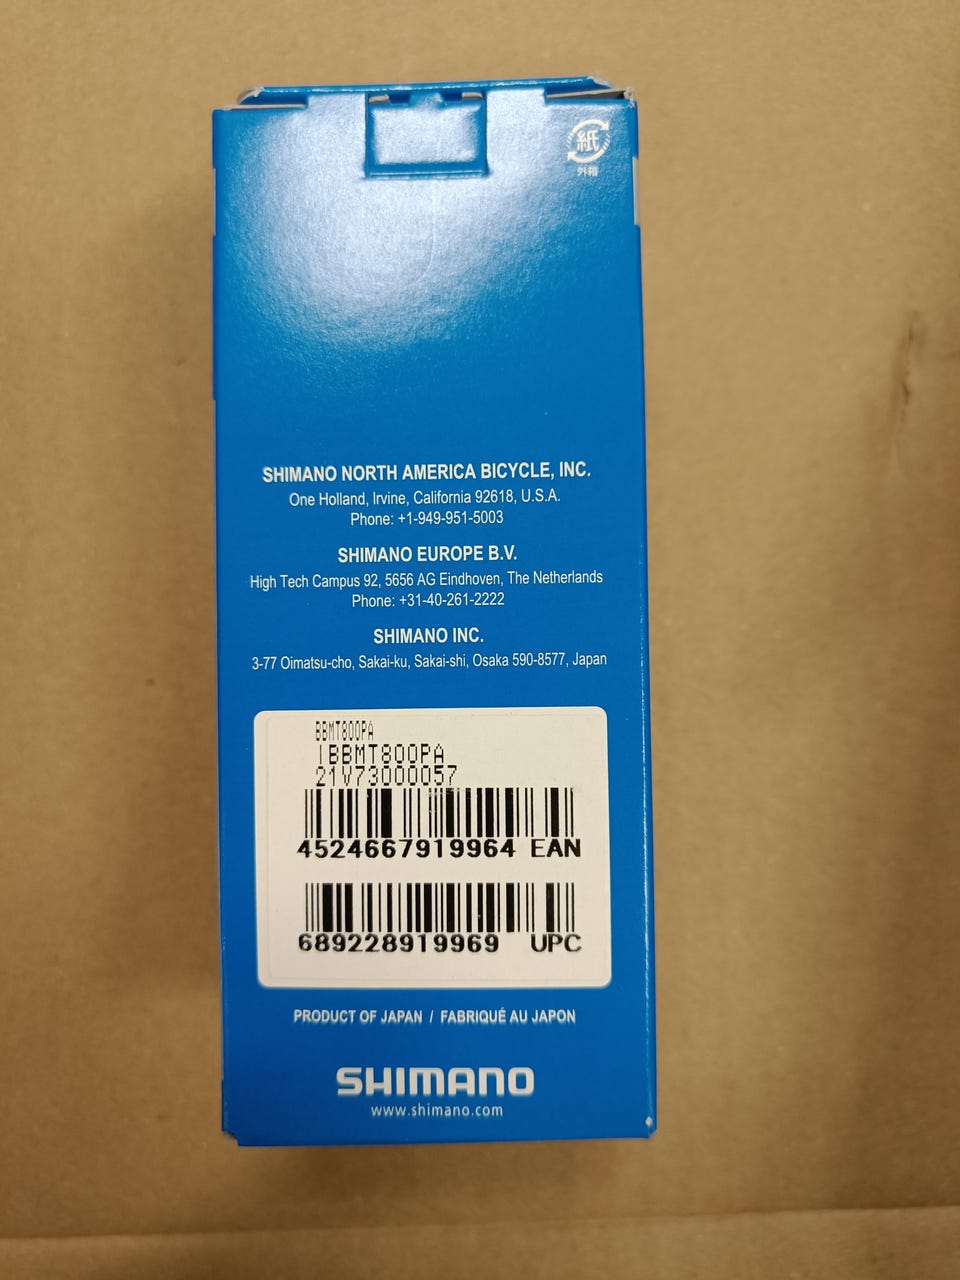 紙
外箱
SHIMANO NORTH AMERICA BICYCLE, INC.
One Holland, Irvine, California 92618, U.S.A.
Phone: +1-949-951-5003
SHIMANO EUROPE B.V.
High Tech Campus 92, 5656 AG Eindhoven, The Netherlands
Phone: +31-40-261-2222
SHIMANO INC.
3-77 Oimatsu-cho, Sakai-ku, Sakai-shi, Osaka 590-8577, Japan
BBMT800PA
IBBMT800PA
21V73000057
4524667919964 EAN
689228919969 UPC
PRODUCT OF JAPAN / FABRIQUÉ AU JAPON
SHIMANO
www.shimano.com